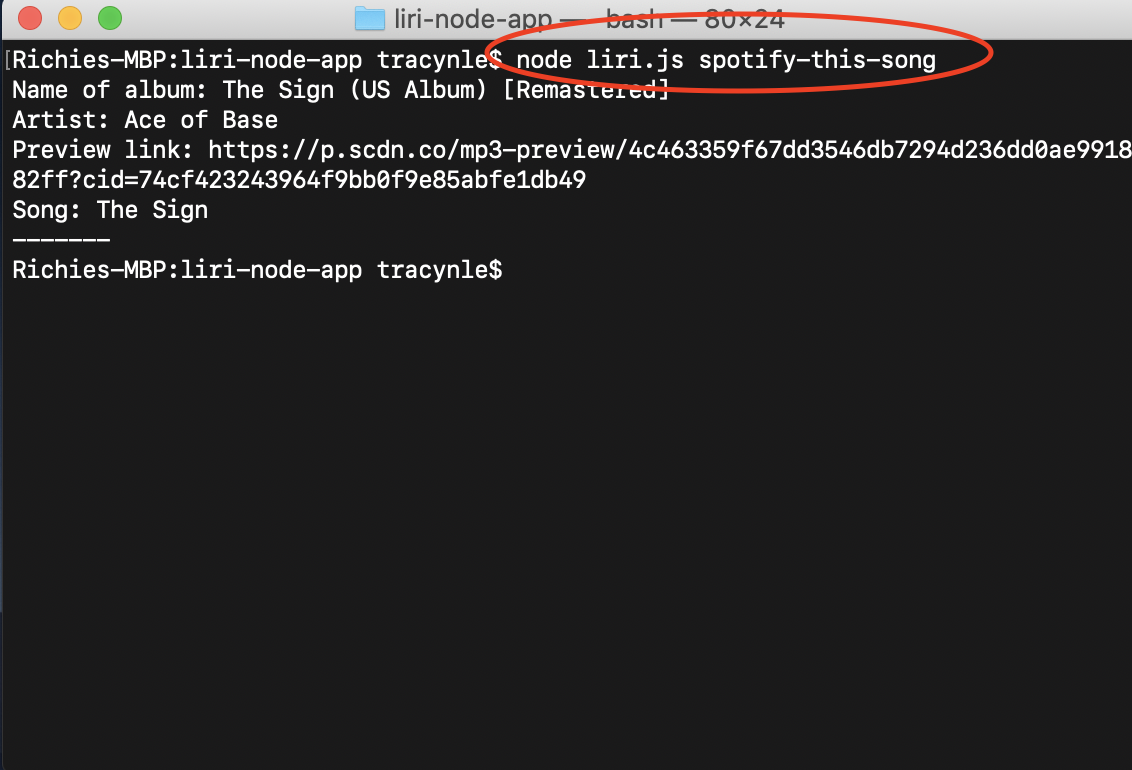 liri-node-app — -bash — 80×24
[Richies-MBP:liri-node-app tracynle$ node liri.js spotify-this-song
Name of album: The Sign (US Album) [Remastered]
Artist: Ace of Base
Preview link: https://p.scdn.co/mp3-preview/4c463359f67dd3546db7294d236dd0ae9918
82ff?cid=74cf423243964f9bb0f9e85abfe1db49
Song: The Sign
-------
Richies-MBP:liri-node-app tracynle$